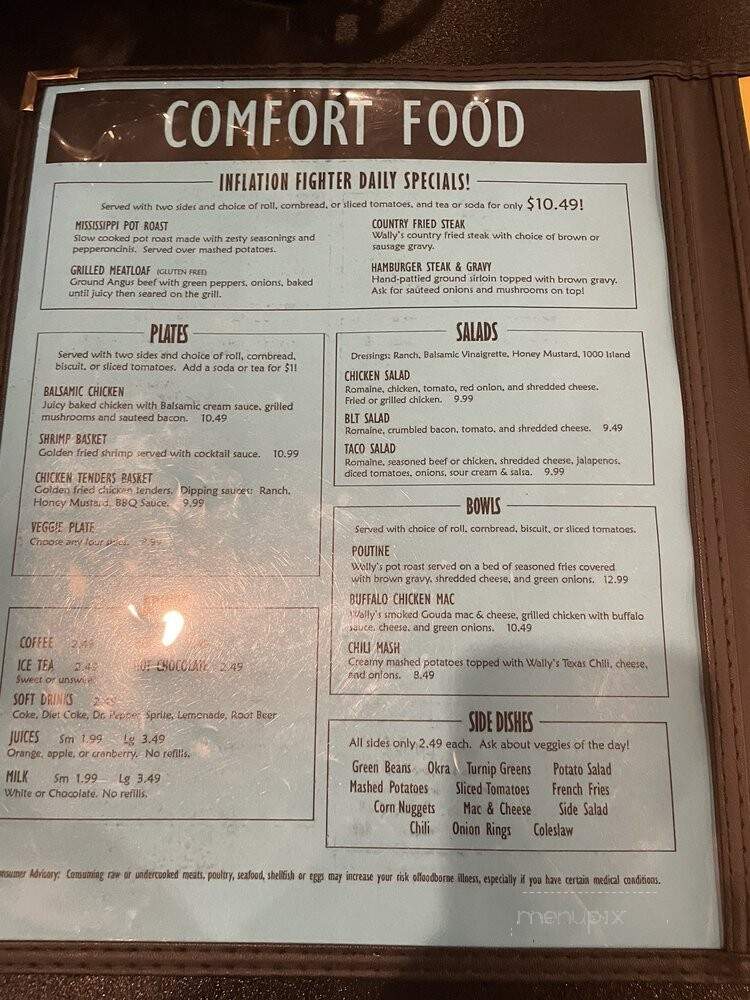 COMFORT FOOD
INFLATION FIGHTER DAILY SPECIALS!
Served with two sides and choice of roll, cornbread, or sliced tomatoes, and tea or soda for only $10.49!
MISSISSIPPI POT ROAST
Slow cooked pot roast made with zesty seasonings and
pepperoncinis. Served over mashed potatoes.
GRILLED MEATLOAF (GLUTEN FREE)
Ground Angus beef with green peppers, onions, baked
until juicy then seared on the grill.
COUNTRY FRIED STEAK
Wally's country fried steak with choice of brown or
sausage gravy.
HAMBURGER STEAK & GRAVY
Hand-pattied ground sirloin topped with brown gravy.
Ask for sautéed onions and mushrooms on top!
PLATES
Served with two sides and choice of roll, cornbread,
biscuit, or sliced tomatoes. Add a soda or tea for $1!
BALSAMIC CHICKEN
Juicy baked chicken with Balsamic cream sauce, grilled
mushrooms and sauteed bacon. 10.49
SHRIMP BASKET
Golden fried shrimp served with cocktail sauce. 10.99
CHICKEN TENDERS BASKET
Golden fried chicken tenders. Dipping sauces: Ranch,
Honey Mustard, BBQ Sauce. 9.99
VEGGIE PLATE
Choose any four sides. 9.99
COFFEE 2.49
ICE TEA 2.49 HOT CHOCOLATE 2.49
Sweet or unsweet
SOFT DRINKS 2.49
Coke, Diet Coke, Dr. Pepper, Sprite, Lemonade, Root Beer
JUICES Sm 1.99 Lg 3.49
Orange, apple, or cranberry. No refills.
MILK Sm 1.99 Lg 3.49
White or Chocolate. No refills.
SALADS
Dressings: Ranch, Balsamic Vinaigrette, Honey Mustard, 1000 Island
CHICKEN SALAD
Romaine, chicken, tomato, red onion, and shredded cheese.
Fried or grilled chicken. 9.99
BLT SALAD
Romaine, crumbled bacon, tomato, and shredded cheese. 9.49
TACO SALAD
Romaine, seasoned beef or chicken, shredded cheese, jalapenos,
diced tomatoes, onions, sour cream & salsa. 9.99
BOWLS
Served with choice of roll, cornbread, biscuit, or sliced tomatoes.
POUTINE
Wally's pot roast served on a bed of seasoned fries covered
with brown gravy, shredded cheese, and green onions. 12.99
BUFFALO CHICKEN MAC
Wally's smoked Gouda mac & cheese, grilled chicken with buffalo
sauce, cheese, and green onions. 10.49
CHILI MASH
Creamy mashed potatoes topped with Wally's Texas Chili, cheese,
and onions. 8.49
SIDE DISHES
All sides only 2.49 each. Ask about veggies of the day!
Green Beans Okra Turnip Greens Potato Salad
Mashed Potatoes Sliced Tomatoes French Fries
Corn Nuggets Mac & Cheese Side Salad
Chili Onion Rings Coleslaw
nsumer Advisory: Consuming raw or undercooked meats, poultry, seafood, shellfish or eggs may increase your risk offoodborne illness, especially if you have certain medical conditions.
menupix